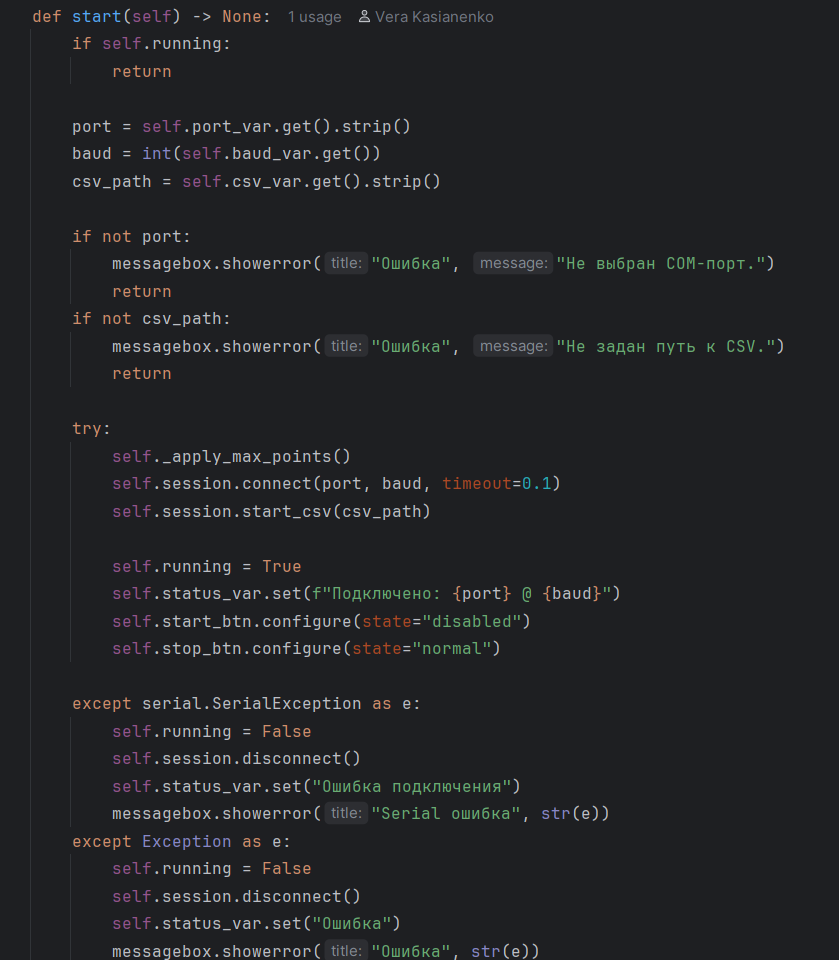 def start(self) -> None: 1 usage Vera Kasianenko
if self.running:
return
port = self.port_var.get().strip()
baud = int(self.baud_var.get())
csv_path = self.csv_var.get().strip()
if not port:
messagebox.showerror( title: "Ошибка", message: "Не выбран COM-порт.")
return
if not csv_path:
messagebox.showerror( title: "Ошибка", message: "Не задан путь к CSV.")
return
try:
self._apply_max_points()
self.session.connect(port, baud, timeout=0.1)
self.session.start_csv(csv_path)
self.running = True
self.status_var.set(f"Подключено: {port} @ {baud}")
self.start_btn.configure(state="disabled")
self.stop_btn.configure(state="normal")
except serial.SerialException as e:
self.running = False
self.session.disconnect()
self.status_var.set("Ошибка подключения")
messagebox.showerror( title: "Serial ошибка", str(e))
except Exception as e:
self.running = False
self.session.disconnect()
self.status_var.set("Ошибка")
messagebox.showerror( title: "Ошибка", str(e))